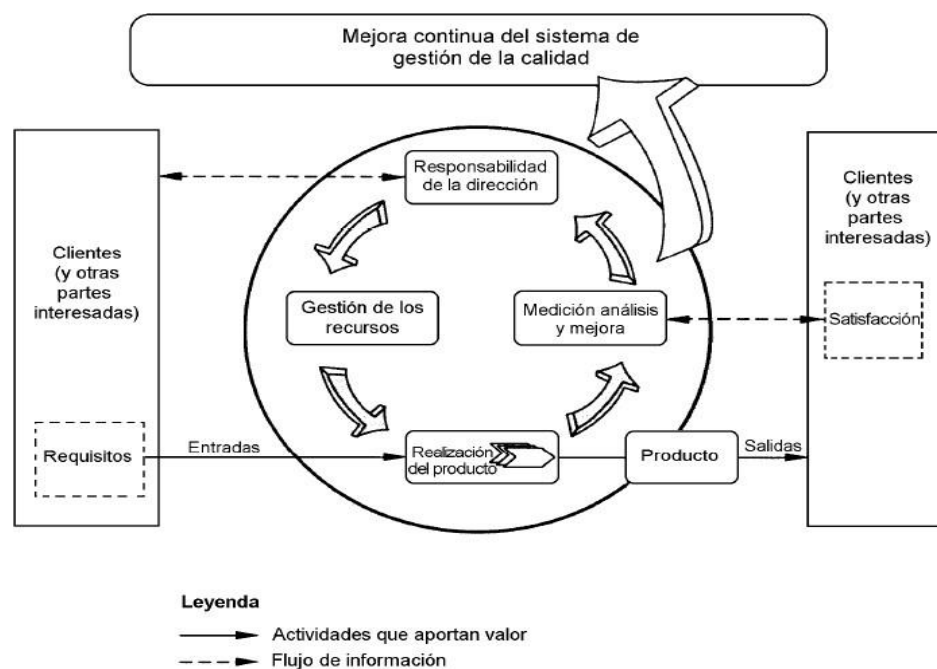 Mejora continua del sistema de
gestión de la calidad
Responsabilidad
de la dirección
Clientes
(y otras
partes
interesadas)
Clientes
(y otras
partes
interesadas)
Gestión de los
recursos
Medición análisis
y mejora
Satisfacción
Requisitos
Entradas
Realización
del producto
Producto
Salidas
Leyenda
Actividades que aportan valor
Flujo de información